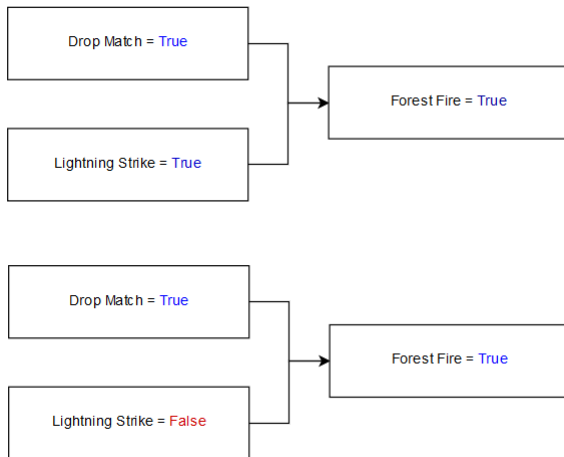 Drop Match = True
Forest Fire = True
Lightning Strike = True
Drop Match = True
Forest Fire = True
Lightning Strike = False